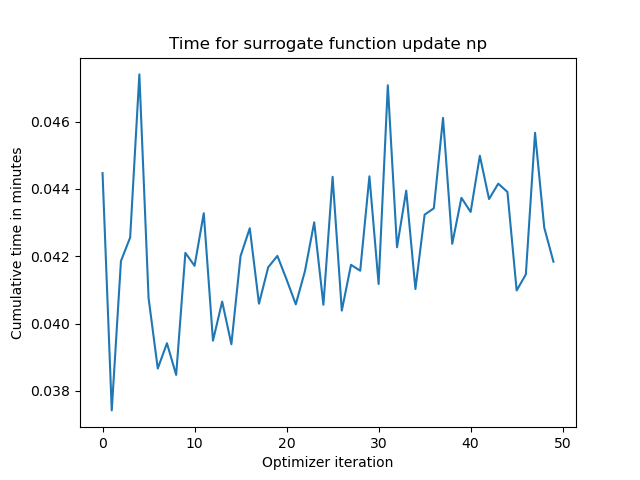 Time for surrogate function update np
Cumulative time in minutes
0.046
0.044
0.042
0.040
0.038
0 10 20 30 40 50
Optimizer iteration